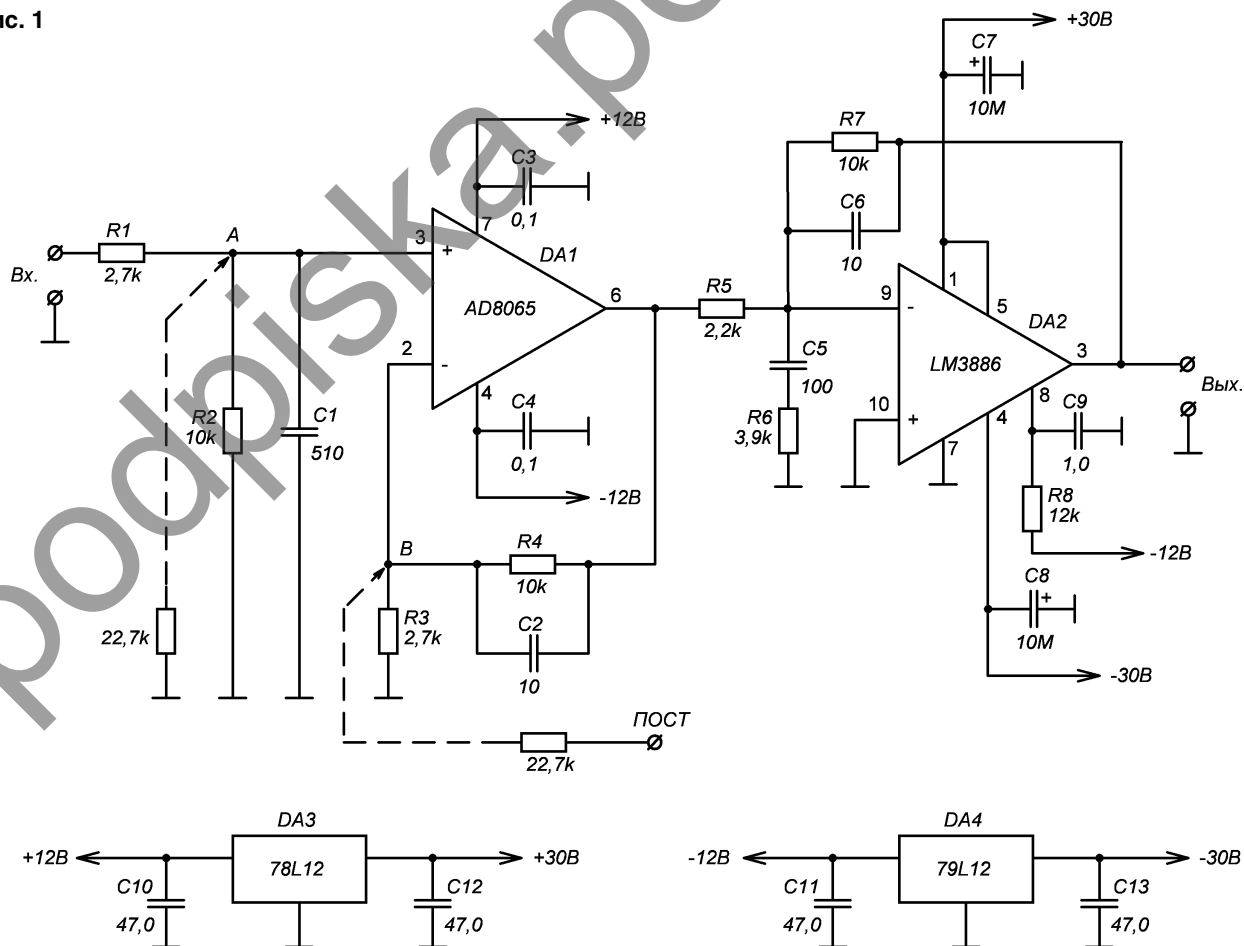 ис. 1
+30В
C7
+
10М
R7
10k
+12В
C3
0,1
C6
10
R1
2,7k
A
3
+
7
DA1
Вх.
AD8065
6
R5
2,2k
9
-
1
5
DA2
2
-
4
C5
100
LM3886
3
Вых.
C4
0,1
R6
3,9k
10
+
7
4
8
C9
1,0
R2
10k
C1
510
-12В
R8
12k
-12В
B
R4
10k
C8
+
10М
22,7k
R3
2,7k
C2
10
-30В
ПОСТ
22,7k
DA3
DA4
+12В
78L12
+30В
-12В
79L12
-30В
C10
47,0
C12
47,0
C11
47,0
C13
47,0
podpiska.po